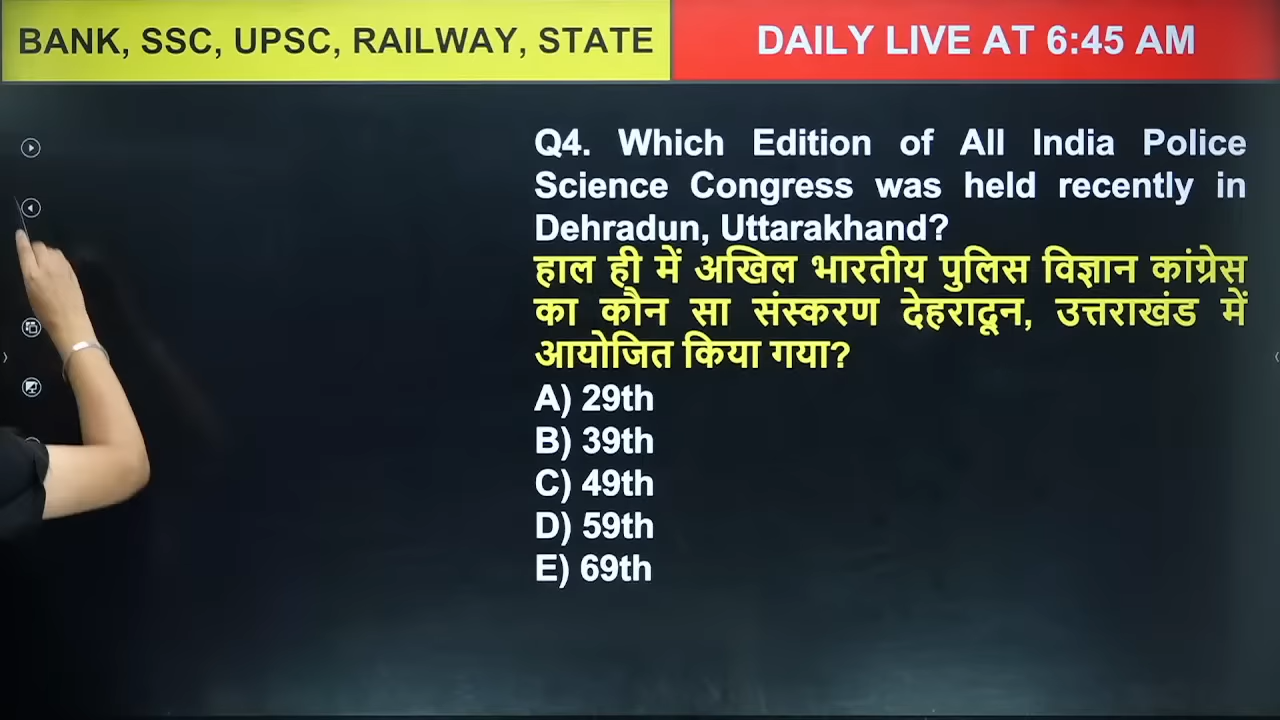 BANK, SSC, UPSC, RAILWAY, STATE
DAILY LIVE AT 6:45 AM
Q4. Which Edition of All India Police
Science Congress was held recently in
Dehradun, Uttarakhand?
हाल ही में अखिल भारतीय पुलिस विज्ञान कांग्रेस
का कौन सा संस्करण देहरादून, उत्तराखंड में
आयोजित किया गया?
A) 29th
B) 39th
C) 49th
D) 59th
E) 69th